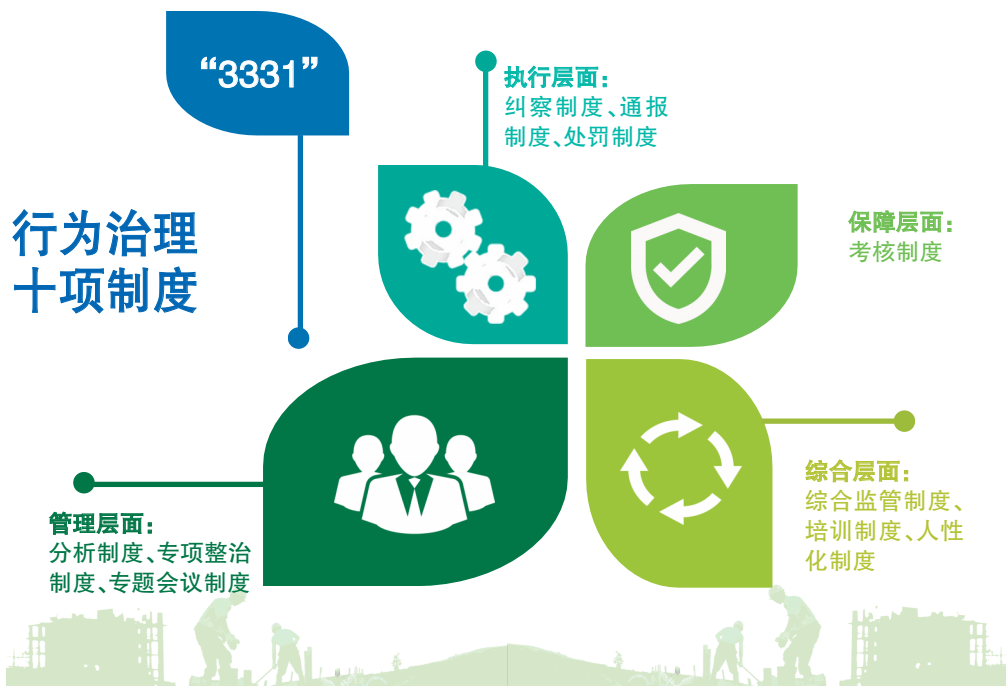 “3331”
行为治理
十项制度
执行层面：
纠察制度、通报
制度、处罚制度
保障层面：
考核制度
管理层面：
分析制度、专项整治
制度、专题会议制度
综合层面：
综合监管制度、
培训制度、人性
化制度